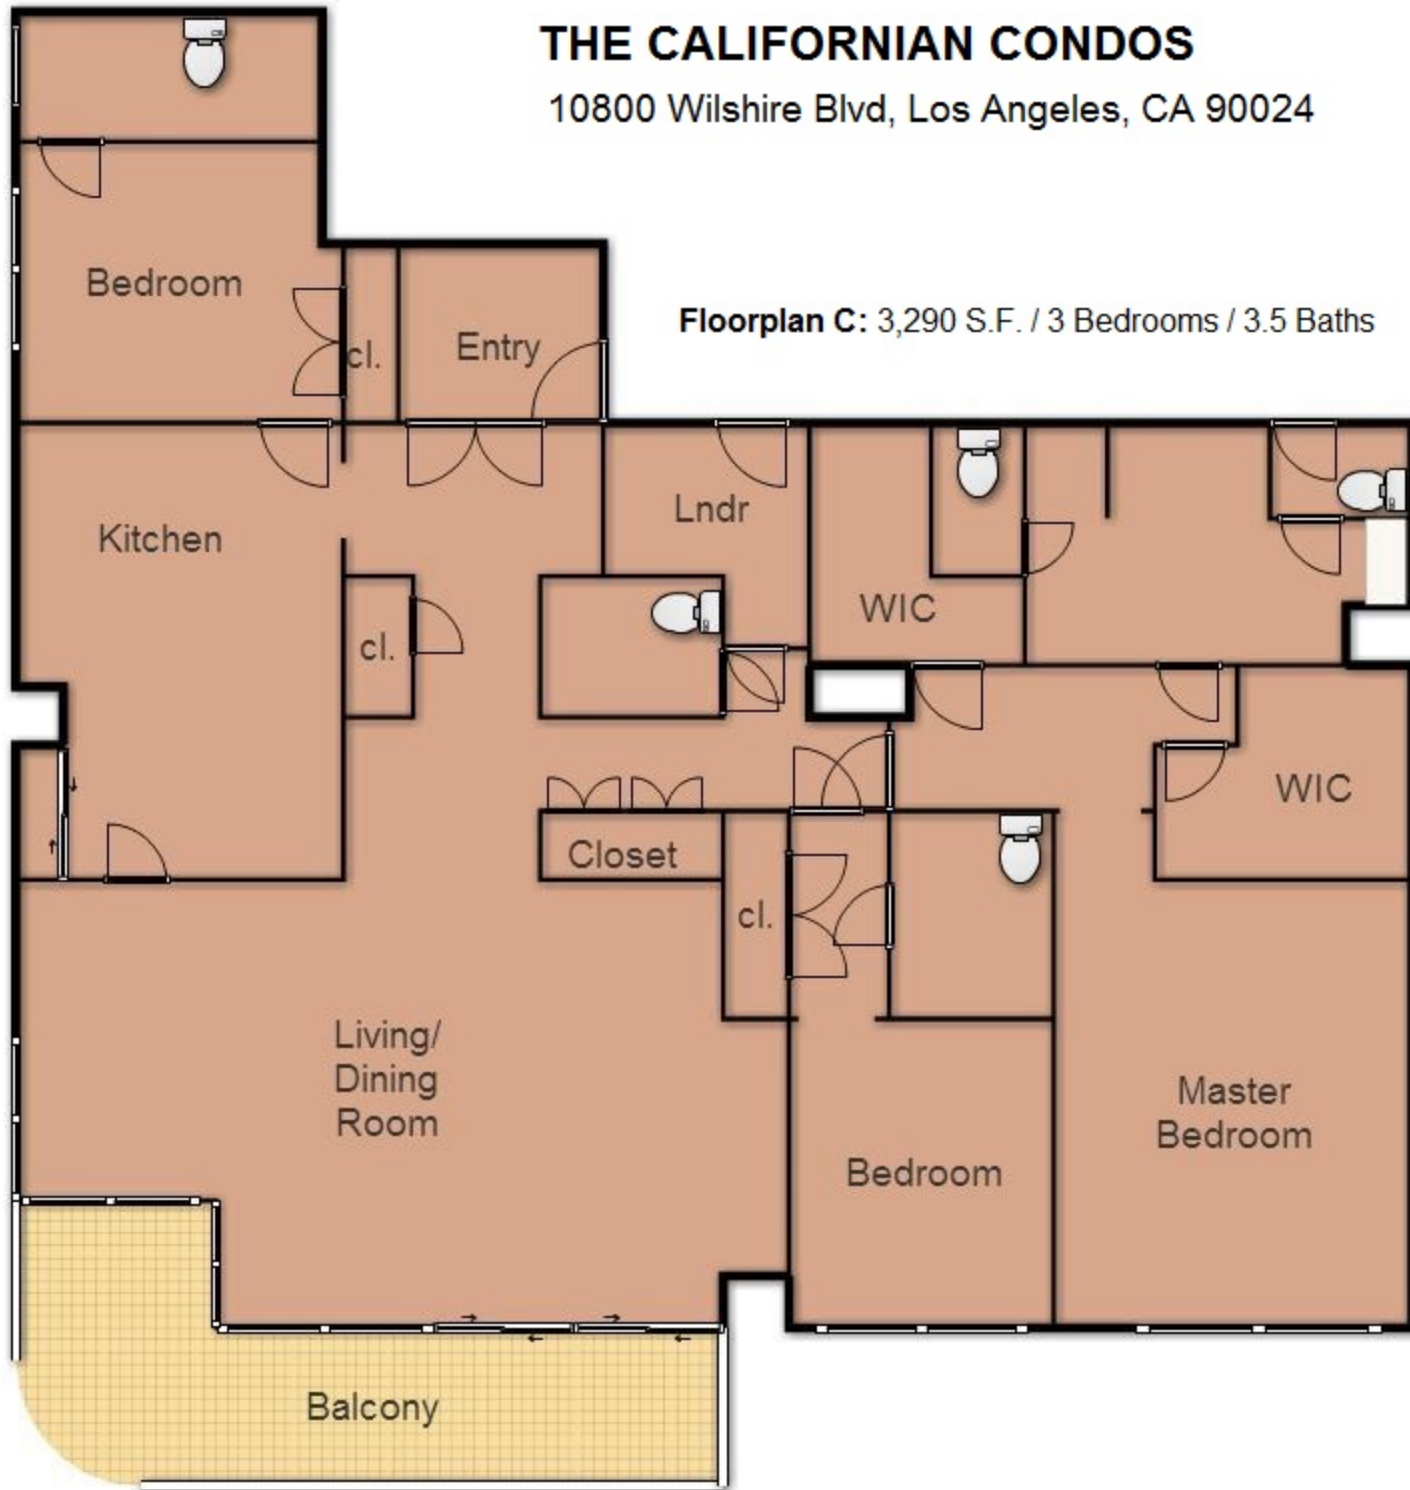 THE CALIFORNIAN CONDOS
10800 Wilshire Blvd, Los Angeles, CA 90024
Bedroom
cl.
Entry
Floorplan C: 3,290 S.F. / 3 Bedrooms / 3.5 Baths
Kitchen
Lndr
cl.
WIC
WIC
Closet
cl.
Living/
Dining
Room
Master
Bedroom
Bedroom
Balcony